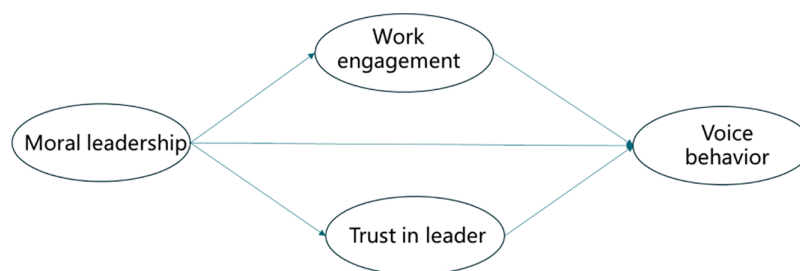 Work
engagement
Moral leadership
Voice
behavior
Trust in leader